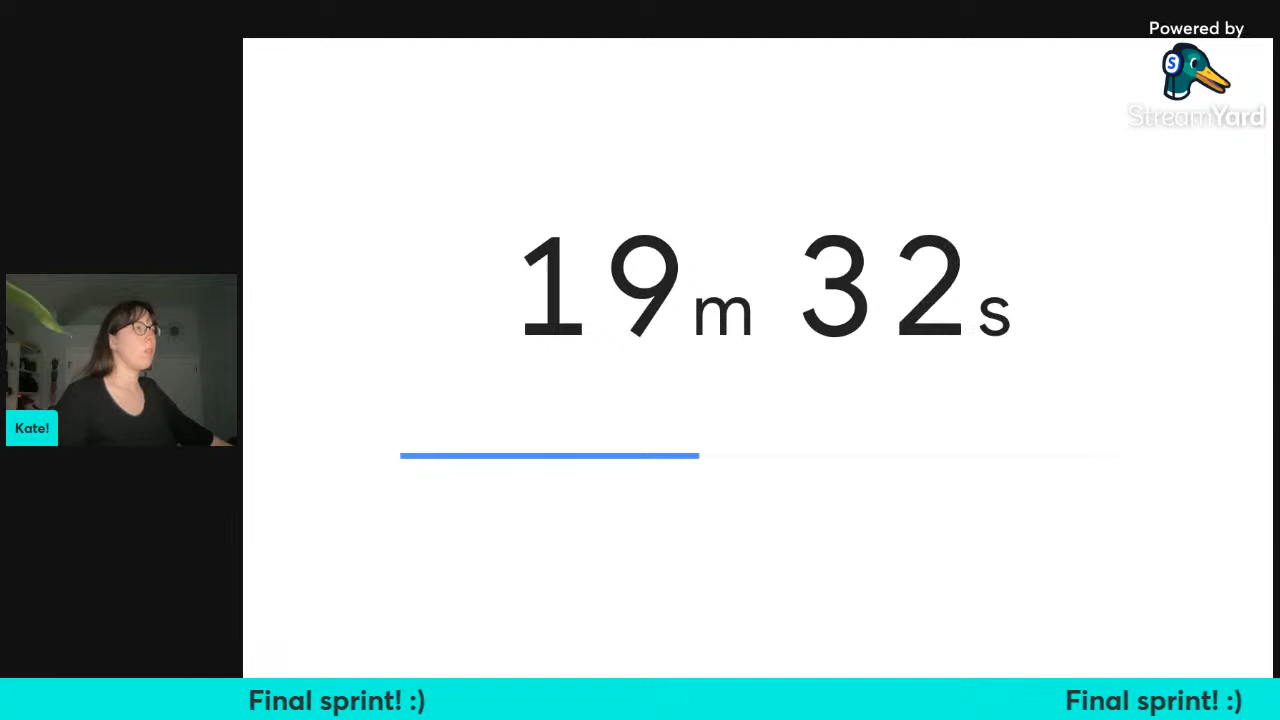 Powered by
S
StreamYard
19m 32s
Kate!
Final sprint! :) Final sprint! :)